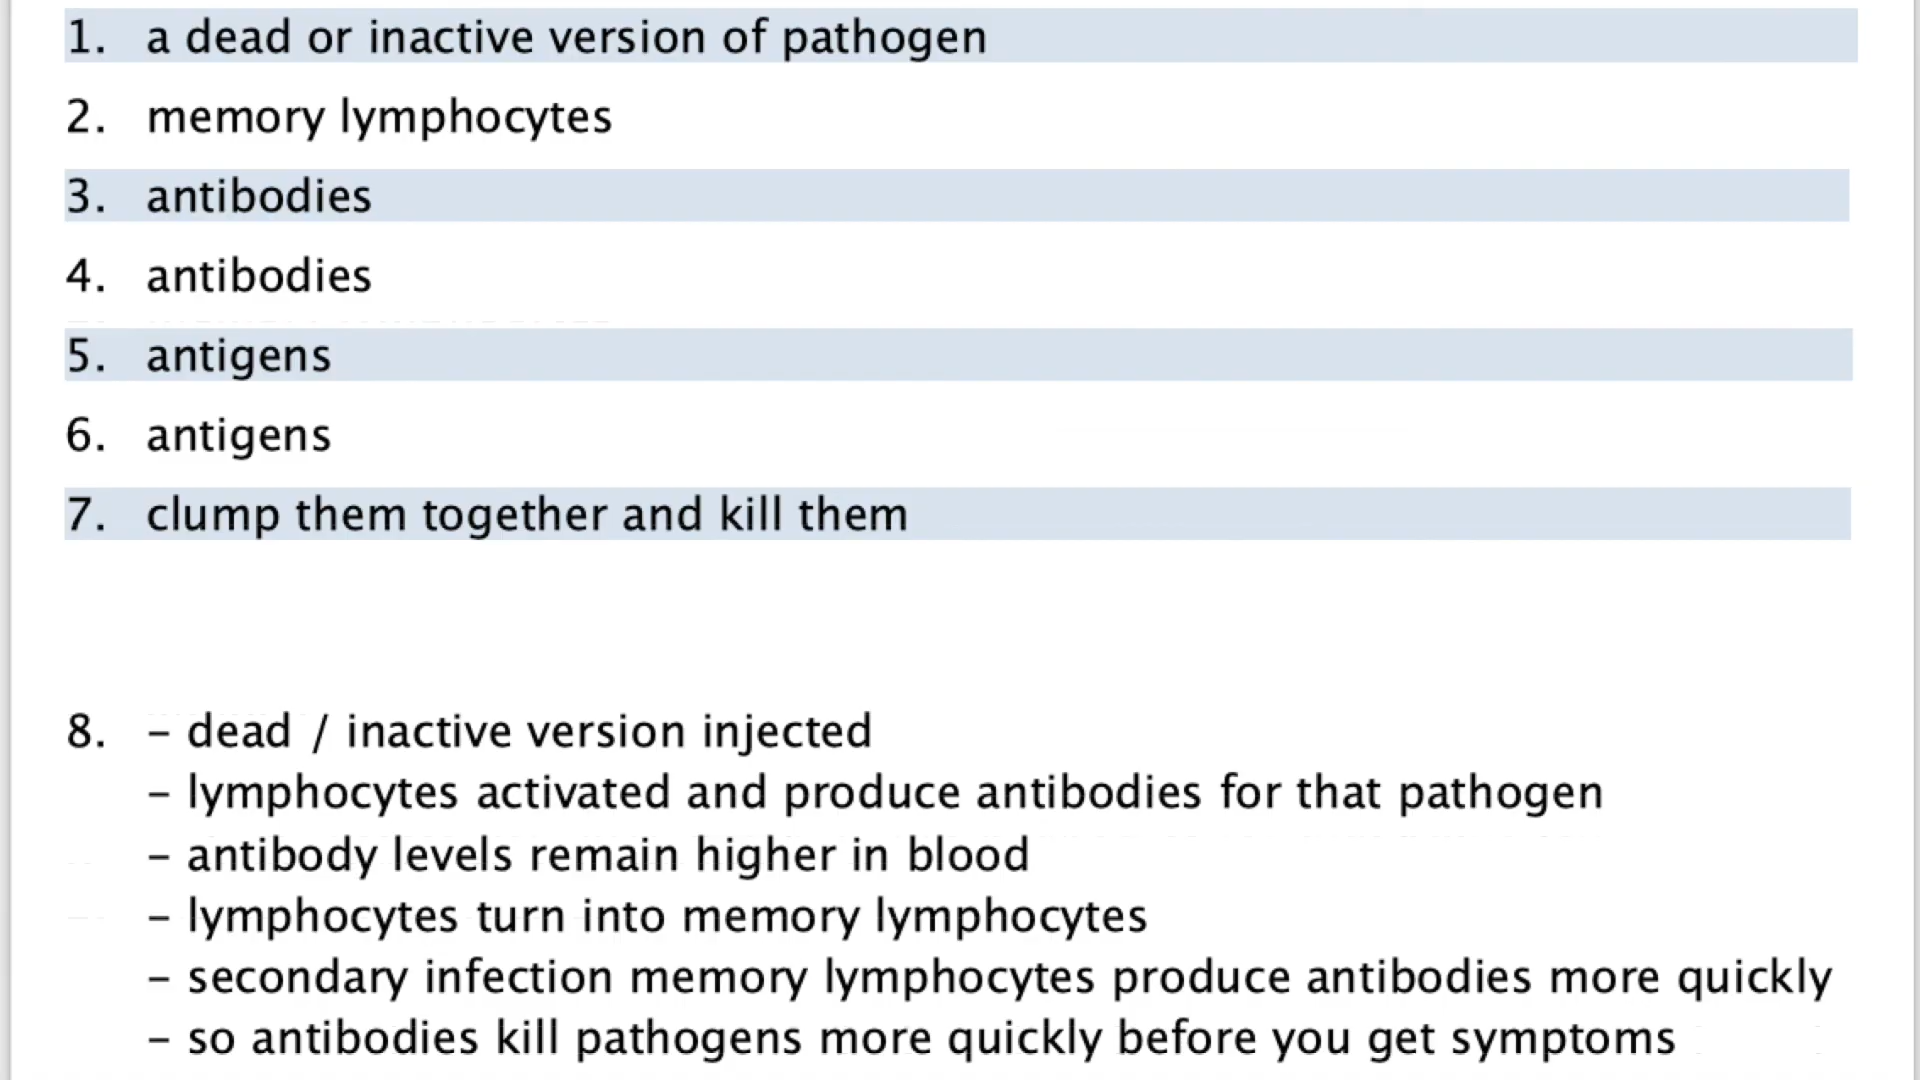 1. a dead or inactive version of pathogen
2. memory lymphocytes
3. antibodies
4. antibodies
5. antigens
6. antigens
7. clump them together and kill them
8. – dead / inactive version injected
– lymphocytes activated and produce antibodies for that pathogen
– antibody levels remain higher in blood
– lymphocytes turn into memory lymphocytes
– secondary infection memory lymphocytes produce antibodies more quickly
– so antibodies kill pathogens more quickly before you get symptoms